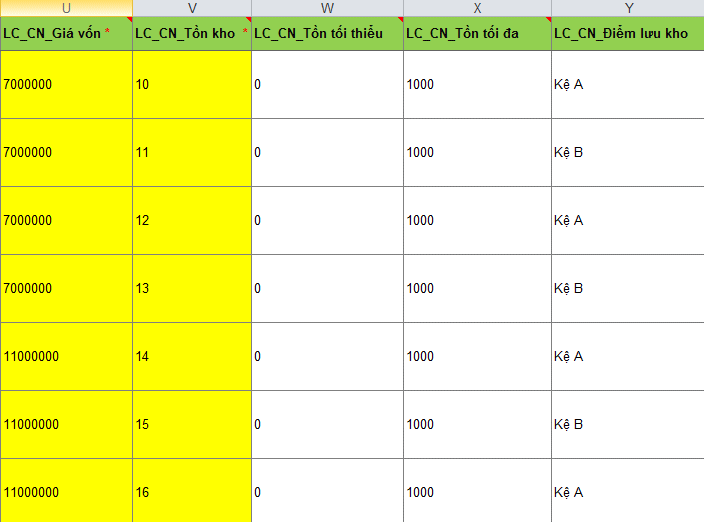 U V W X Y
LC_CN_Giá vốn * LC_CN_Tồn kho * LC_CN_Tồn tối thiểu LC_CN_Tồn tối đa LC_CN_Điểm lưu kho
7000000 10 0 1000 Kệ A
7000000 11 0 1000 Kệ B
7000000 12 0 1000 Kệ A
7000000 13 0 1000 Kệ B
11000000 14 0 1000 Kệ A
11000000 15 0 1000 Kệ B
11000000 16 0 1000 Kệ A